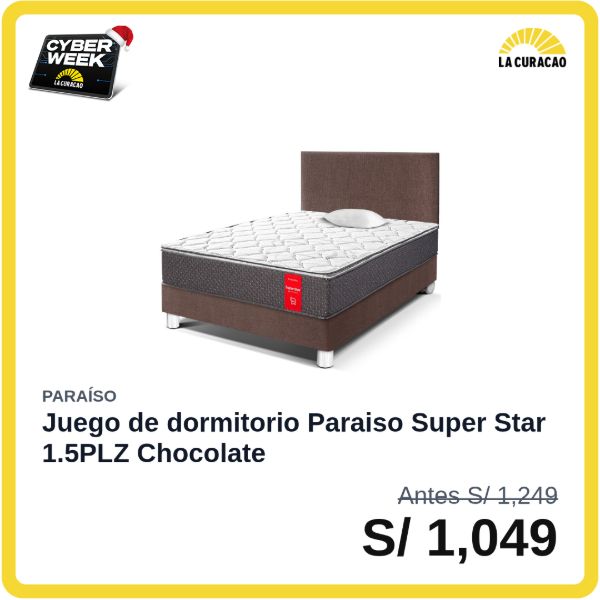 CYBER
WEEK
LA CURACAO
LA CURACAO
PARAÍSO
Juego de dormitorio Paraiso Super Star
1.5PLZ Chocolate
Antes S/ 1,249
S/ 1,049